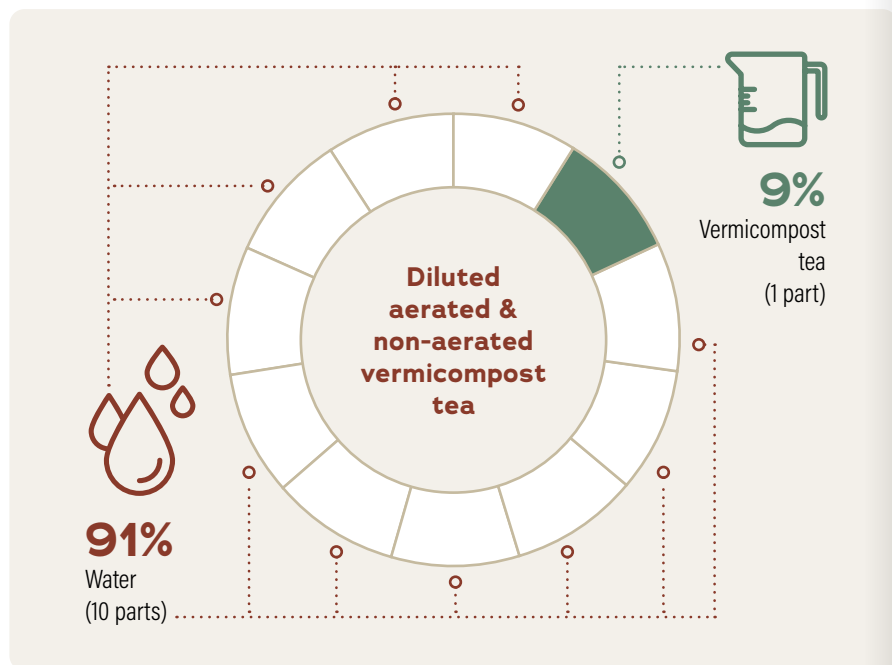 Diluted
aerated &
non-aerated
vermicompost
tea
9%
Vermicompost
tea
(1 part)
91%
Water
(10 parts)